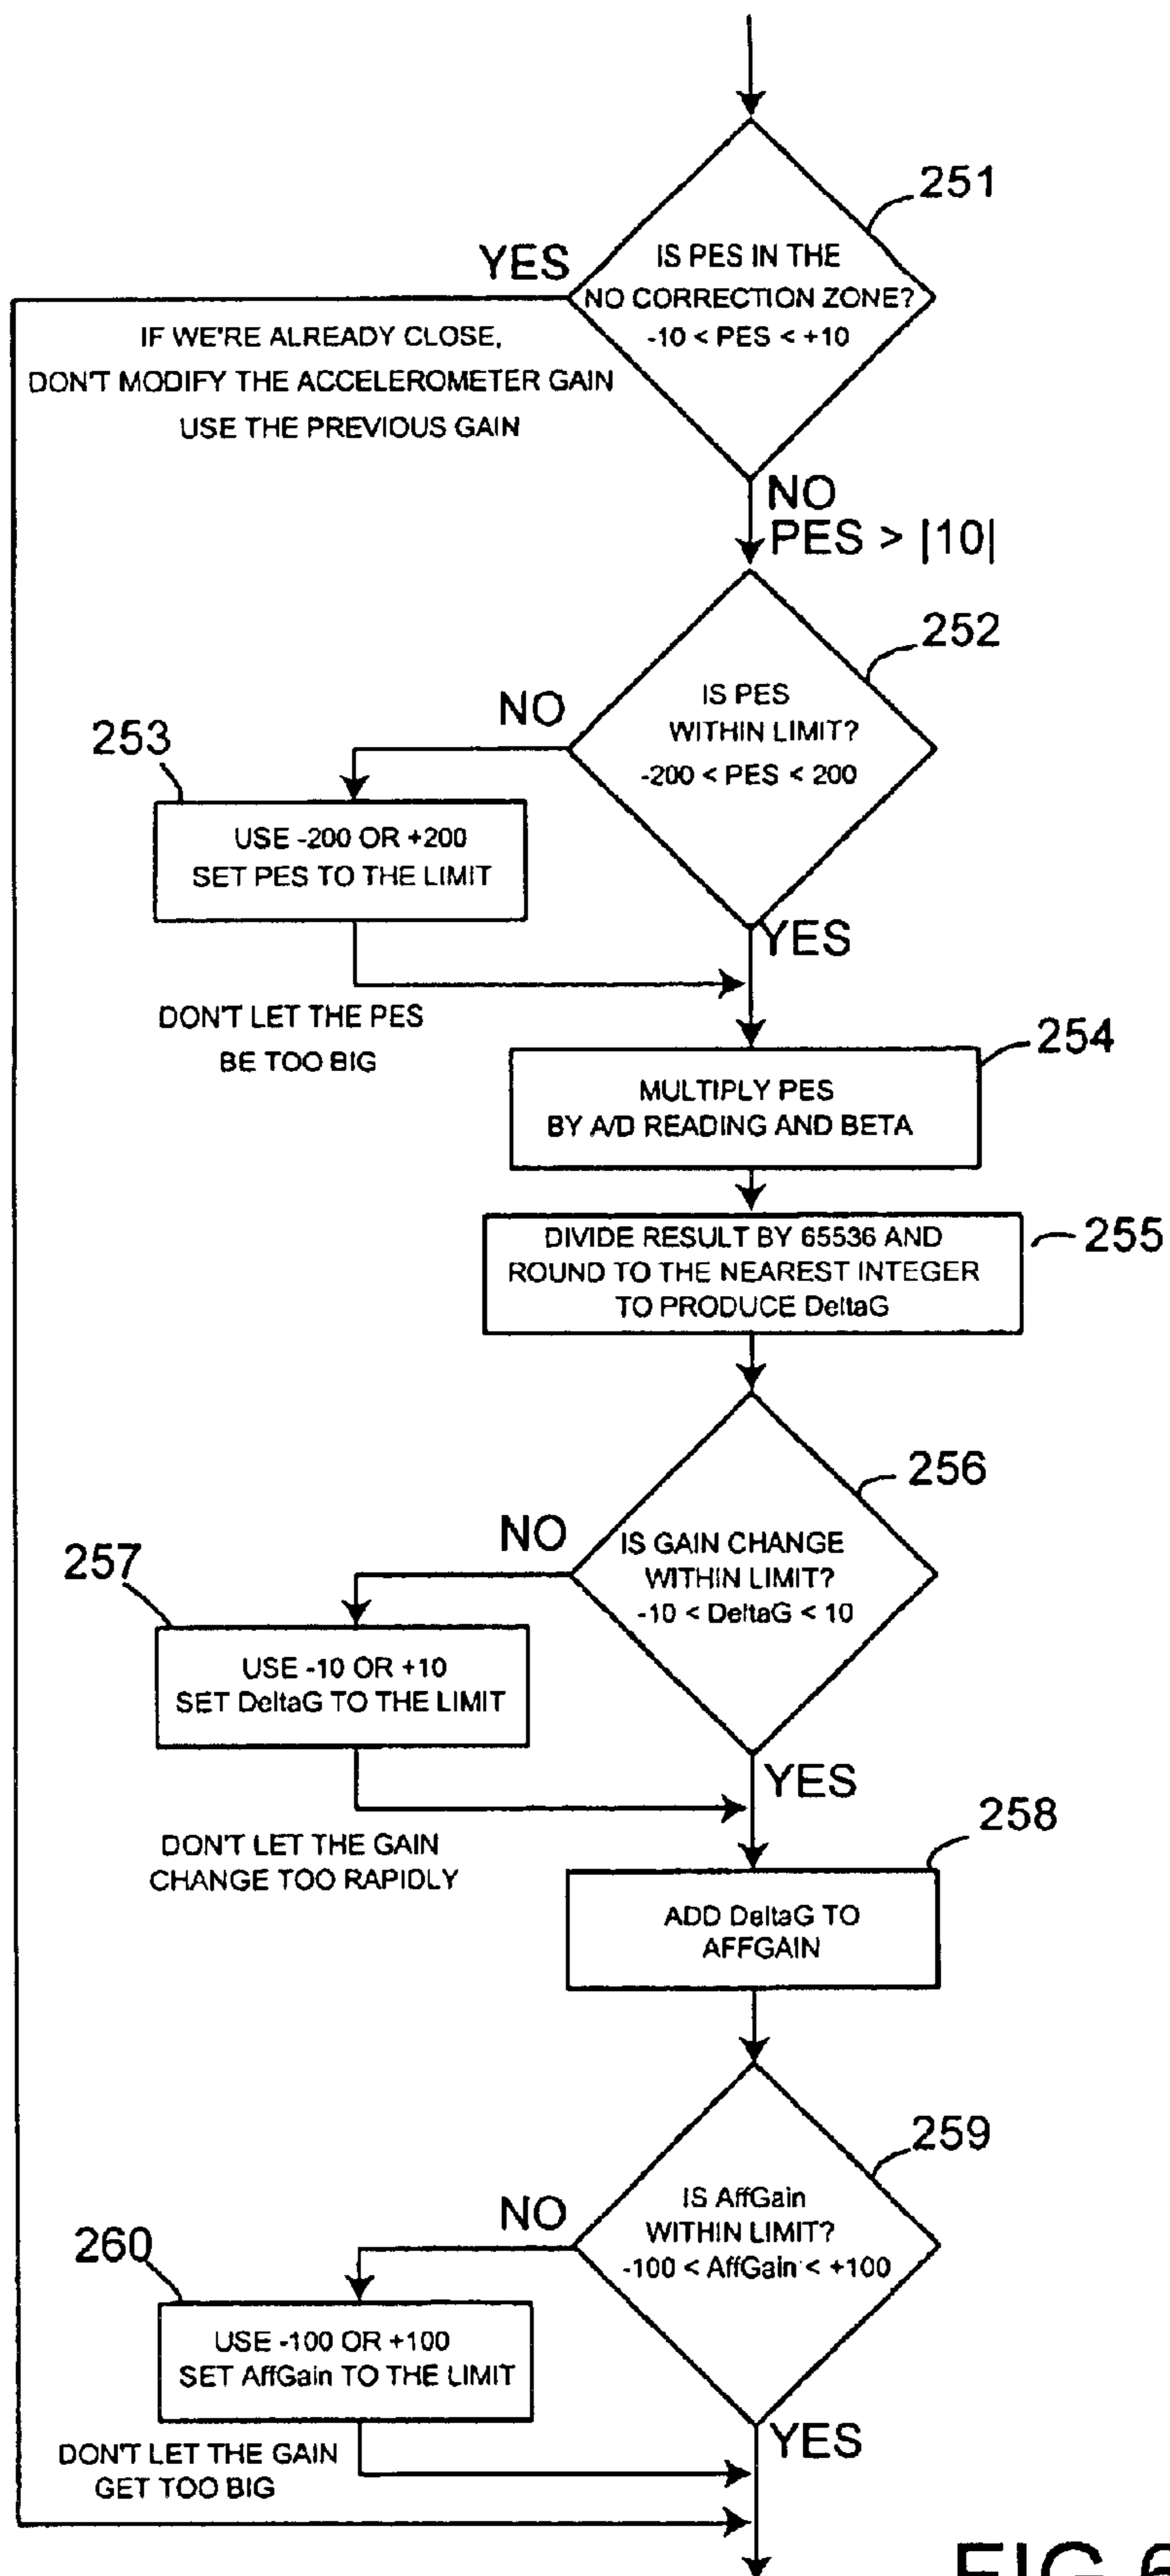 251
IS PES IN THE
NO CORRECTION ZONE?
-10 < PES < +10
YES
IF WE'RE ALREADY CLOSE,
DON'T MODIFY THE ACCELEROMETER GAIN
USE THE PREVIOUS GAIN
NO
PES > |10|
252
IS PES
WITHIN LIMIT?
-200 < PES < 200
NO
253
USE -200 OR +200
SET PES TO THE LIMIT
YES
DON'T LET THE PES
BE TOO BIG
254
MULTIPLY PES
BY A/D READING AND BETA
255
DIVIDE RESULT BY 65536 AND
ROUND TO THE NEAREST INTEGER
TO PRODUCE DeltaG
256
IS GAIN CHANGE
WITHIN LIMIT?
-10 < DeltaG < 10
NO
257
USE -10 OR +10
SET DeltaG TO THE LIMIT
YES
DON'T LET THE GAIN
CHANGE TOO RAPIDLY
258
ADD DeltaG TO
AFFGAIN
259
IS AffGain
WITHIN LIMIT?
-100 < AffGain < +100
NO
260
USE -100 OR +100
SET AffGain TO THE LIMIT
YES
DON'T LET THE GAIN
GET TOO BIG
FIG 6